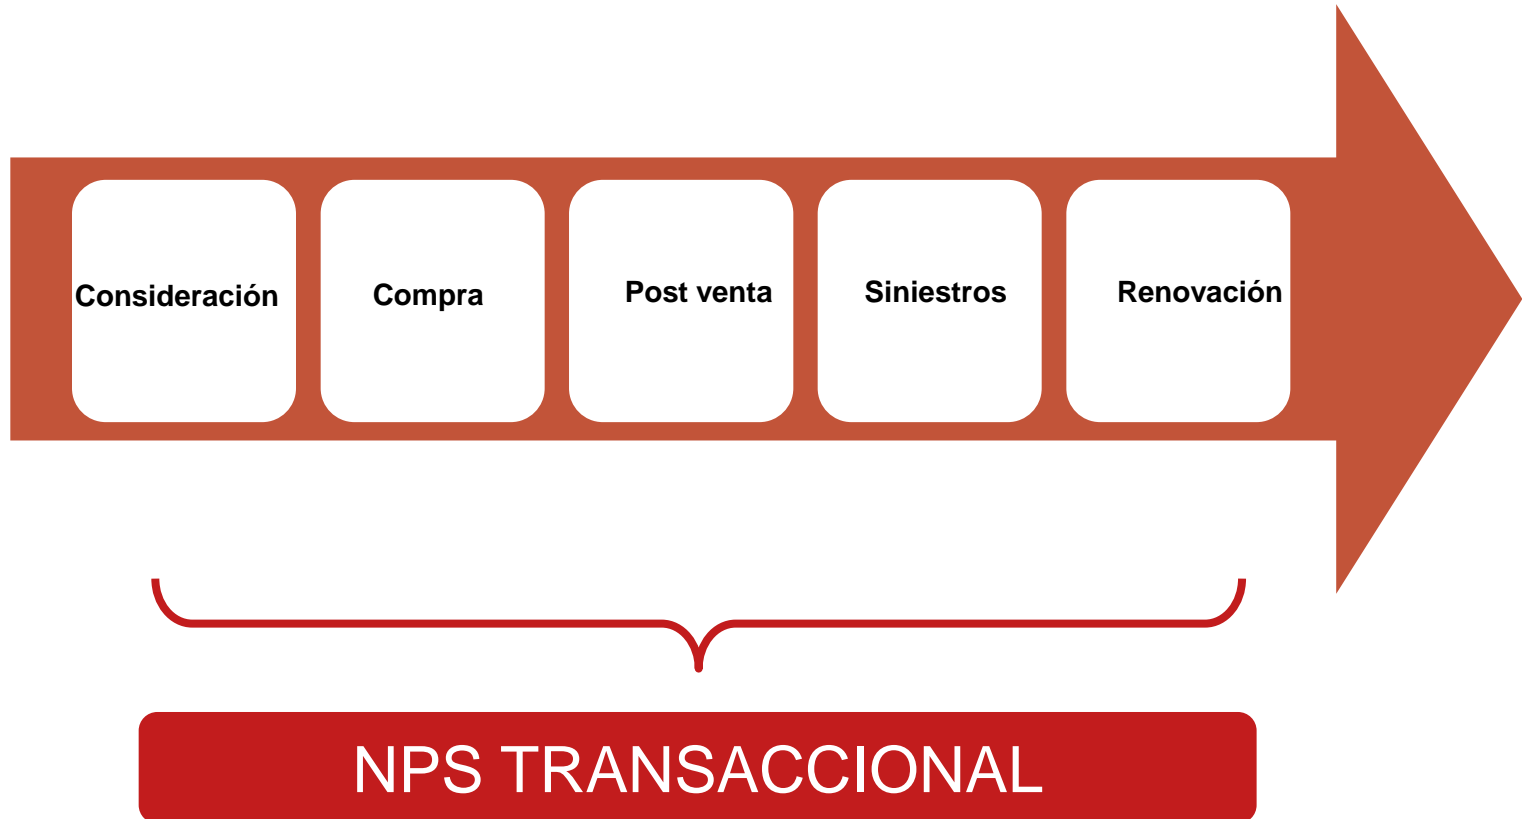 Consideración
Compra
Post venta
Siniestros
Renovación
NPS TRANSACCIONAL